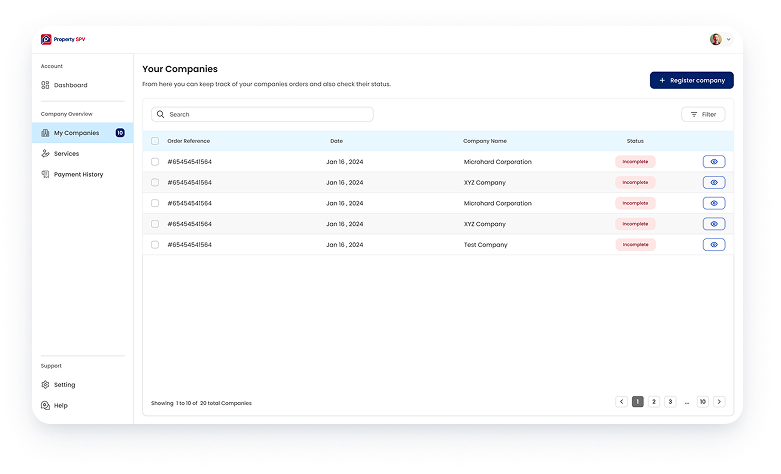 Property SPV
Account
Dashboard
Company Overview
My Companies 10
Services
Payment History
Support
Setting
Help
Your Companies
From here you can keep track of your companies orders and also check their status.
+ Register company
Search
Filter
Order Reference Date Company Name Status
#65454541564 Jan 16 , 2024 Microhard Corporation Incomplete
#65454541564 Jan 16 , 2024 XYZ Company Incomplete
#65454541564 Jan 16 , 2024 Microhard Corporation Incomplete
#65454541564 Jan 16 , 2024 XYZ Company Incomplete
#65454541564 Jan 16 , 2024 Test Company Incomplete
Showing 1 to 10 of 20 total Companies
1 2 3 ... 10